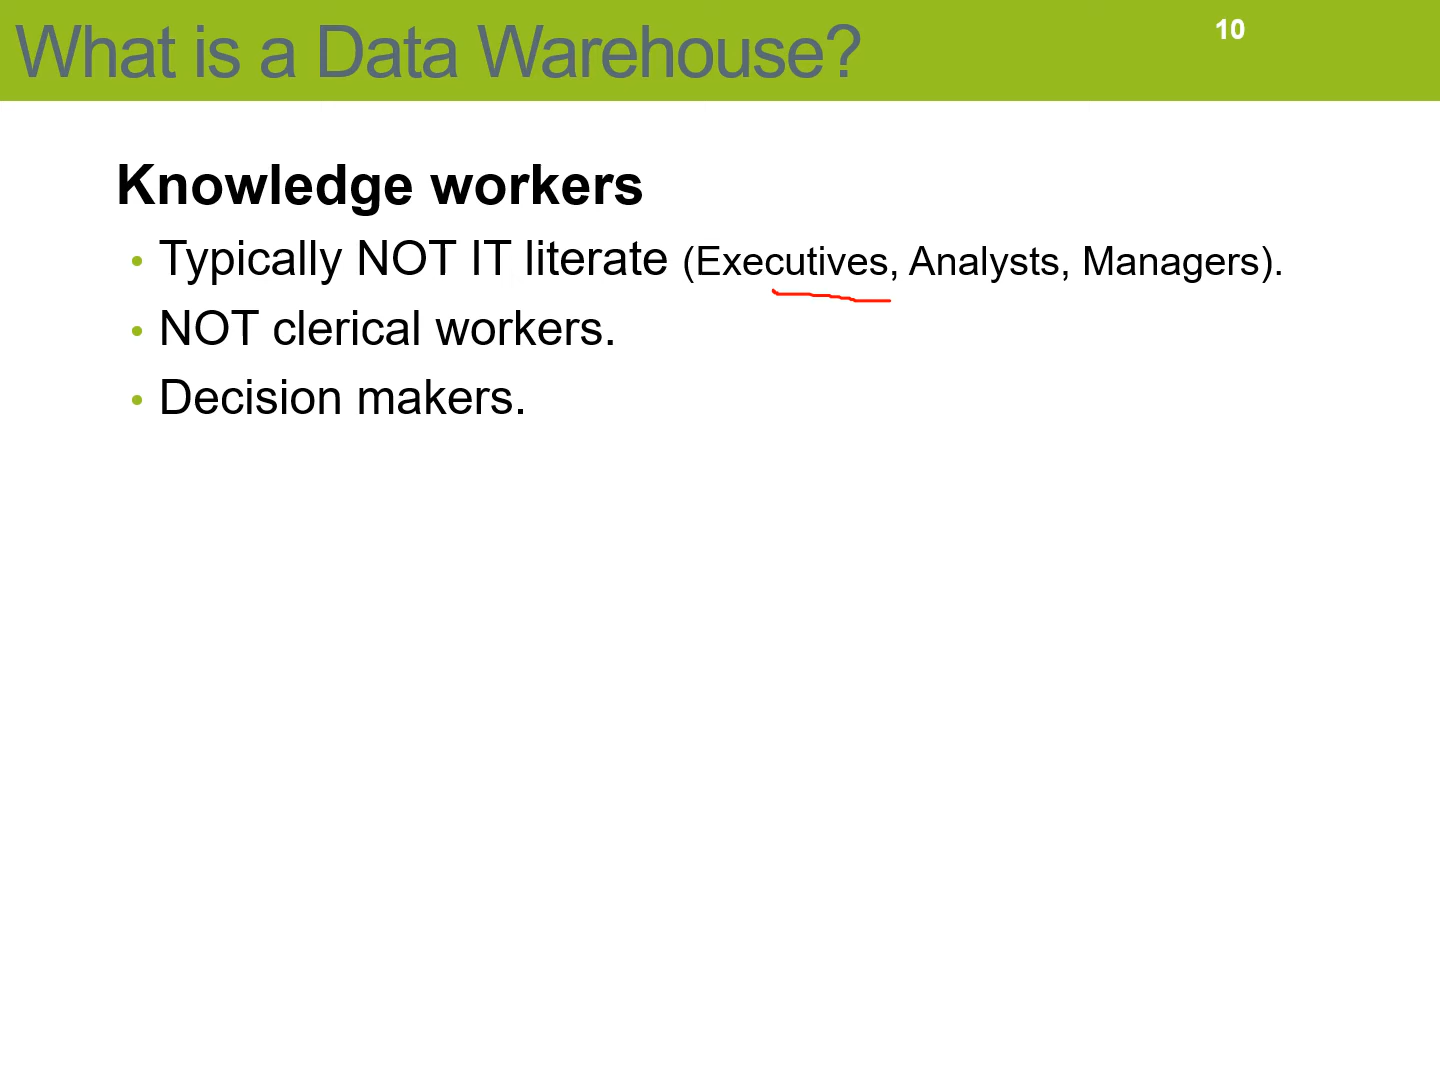 What is a Data Warehouse?
10
Knowledge workers
• Typically NOT IT literate (Executives, Analysts, Managers).
• NOT clerical workers.
• Decision makers.